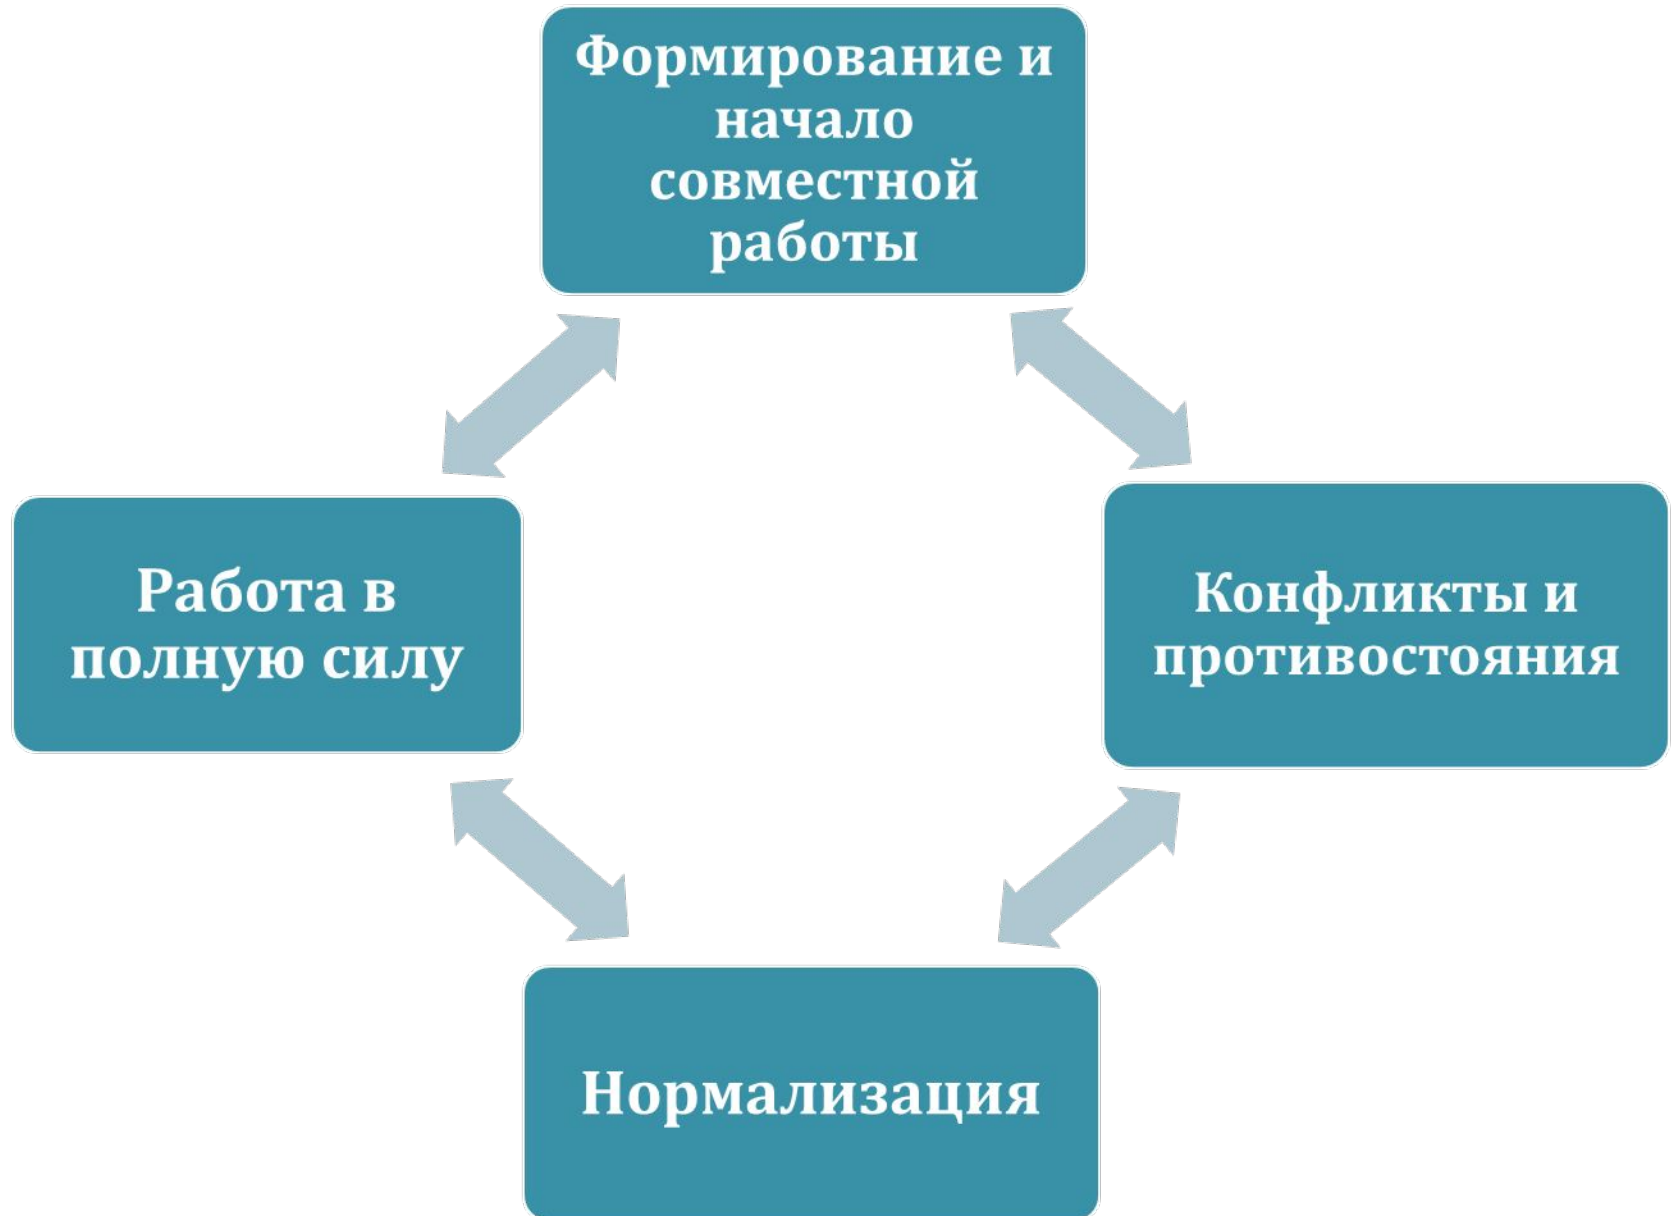 Формирование и
начало
совместной
работы
Работа в
полную силу
Конфликты и
противостояния
Нормализация